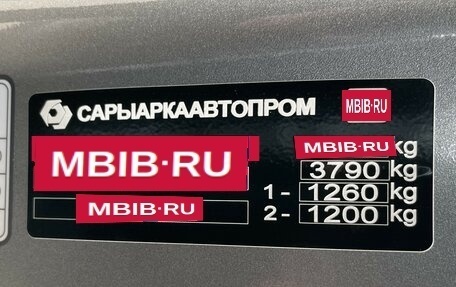 САРЫАРКААВТОПРОМ MBIB·RU
MBIB·RU kg
MBIB·RU 3790 kg
1 - 1260 kg
MBIB·RU 2 - 1200 kg